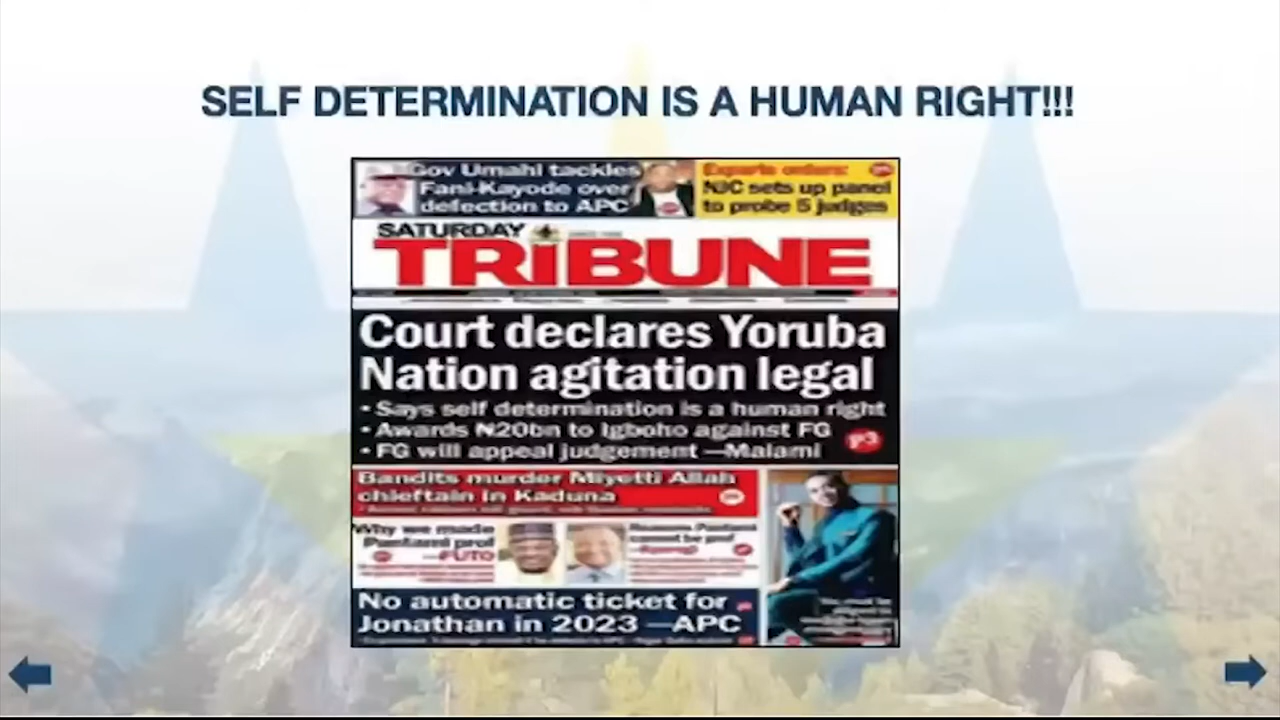 SELF DETERMINATION IS A HUMAN RIGHT!!!
Gov Umahi tackles
Fani-Kayode over
defection to APC
Exparte orders:
NJC sets up panel
to probe 5 judges
SATURDAY
TRiBUNE
Court declares Yoruba
Nation agitation legal
• Says self determination is a human right
• Awards ₦20bn to Igboho against FG
• FG will appeal judgement —Malami
P3
Bandits murder Miyetti Allah
chieftain in Kaduna
Why we made
Pantami prof
—FUTO
Reasons Pantami
cannot be prof
No automatic ticket for
Jonathan in 2023 —APC